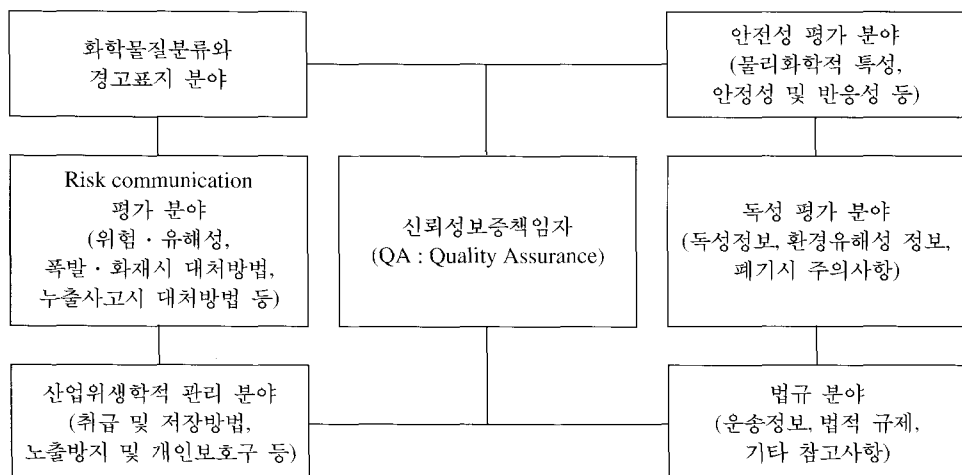 화학물질분류와
경고표지 분야
안전성 평가 분야
(물리화학적 특성,
안정성 및 반응성 등)
Risk communication
평가 분야
(위험 · 유해성,
폭발 · 화재시 대처방법,
누출사고시 대처방법 등)
신뢰성보증책임자
(QA : Quality Assurance)
독성 평가 분야
(독성정보, 환경유해성 정보,
폐기시 주의사항)
산업위생학적 관리 분야
(취급 및 저장방법,
노출방지 및 개인보호구 등)
법규 분야
(운송정보, 법적 규제,
기타 참고사항)